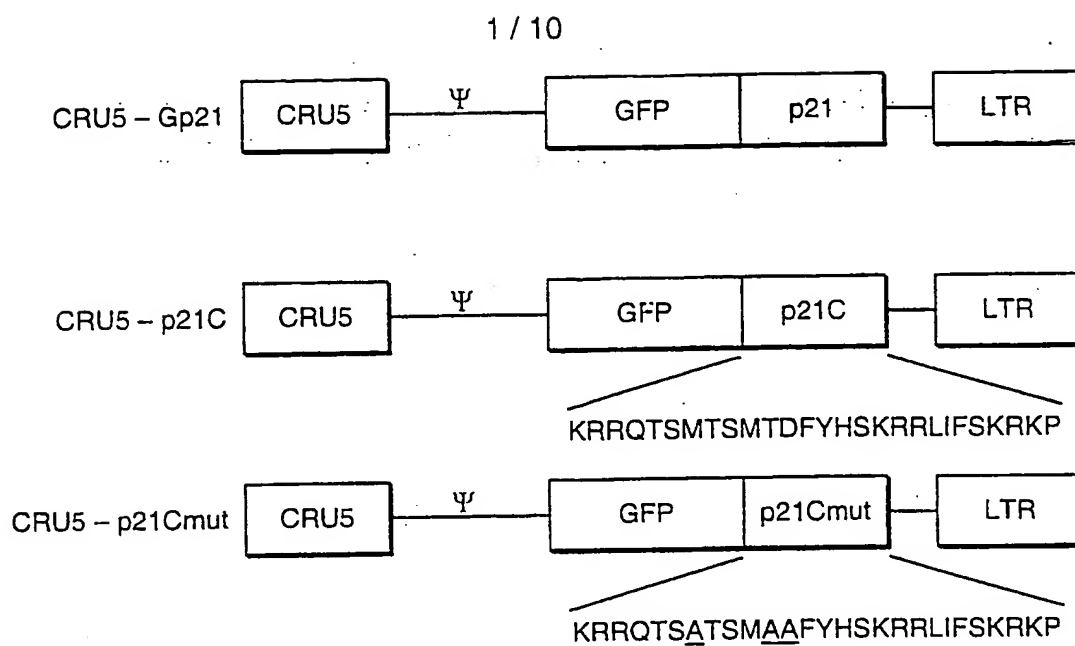 1 / 10
CRU5 – Gp21 CRU5 Ψ GFP p21 LTR
CRU5 – p21C CRU5 Ψ GFP p21C LTR
KRRQTSMTSMTDFYHSKRRLIFSKRKP
CRU5 – p21Cmut CRU5 Ψ GFP p21Cmut LTR
KRRQTSATSMAAFYHSKRRLIFSKRKP